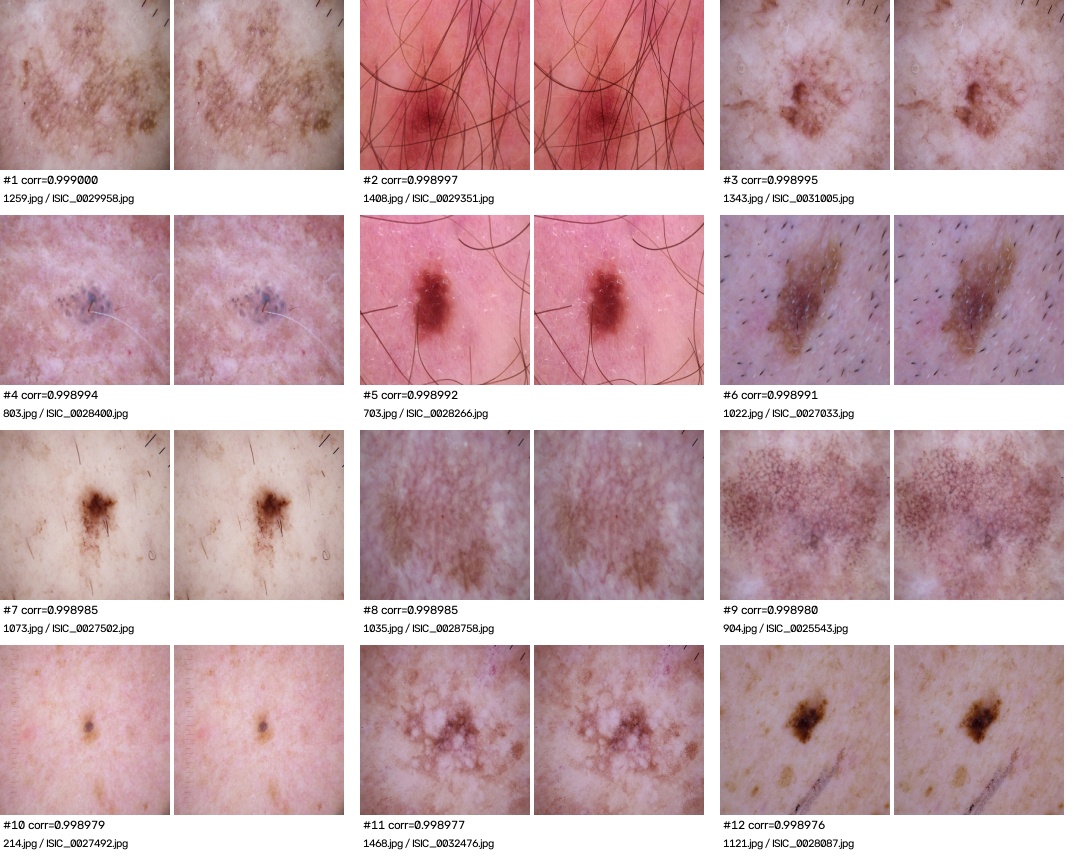 #1 corr=0.999000
1259.jpg / ISIC_0029958.jpg
#2 corr=0.998997
1408.jpg / ISIC_0029351.jpg
#3 corr=0.998995
1343.jpg / ISIC_0031005.jpg
#4 corr=0.998994
803.jpg / ISIC_0028400.jpg
#5 corr=0.998992
703.jpg / ISIC_0028266.jpg
#6 corr=0.998991
1022.jpg / ISIC_0027033.jpg
#7 corr=0.998985
1073.jpg / ISIC_0027502.jpg
#8 corr=0.998985
1035.jpg / ISIC_0028758.jpg
#9 corr=0.998980
904.jpg / ISIC_0025543.jpg
#10 corr=0.998979
214.jpg / ISIC_0027492.jpg
#11 corr=0.998977
1468.jpg / ISIC_0032476.jpg
#12 corr=0.998976
1121.jpg / ISIC_0028087.jpg